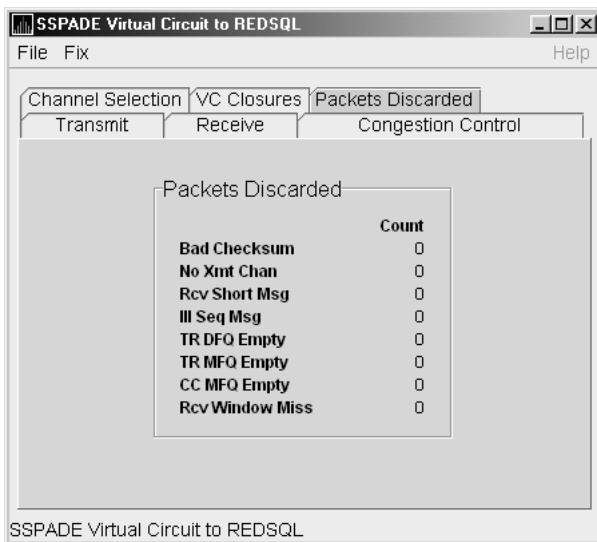 SSPADE Virtual Circuit to REDSQL
File Fix Help
Channel Selection VC Closures Packets Discarded
Transmit Receive Congestion Control
Packets Discarded
Count
Bad Checksum 0
No Xmt Chan 0
Rcv Short Msg 0
Ill Seq Msg 0
TR DFQ Empty 0
TR MFQ Empty 0
CC MFQ Empty 0
Rcv Window Miss 0
SSPADE Virtual Circuit to REDSQL